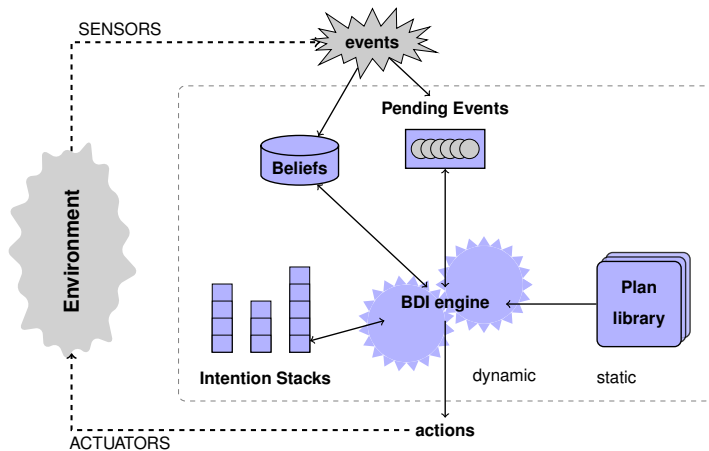 SENSORS
events
Pending Events
Beliefs
Environment
BDI engine
Plan
library
Intention Stacks
dynamic
static
actions
ACTUATORS